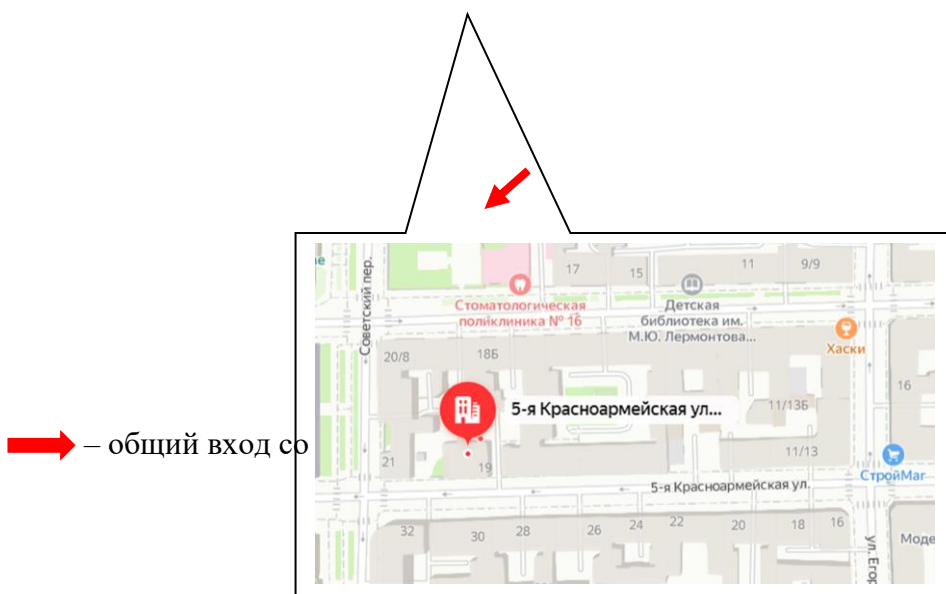 17
15
11
9/9
Стоматологическая
поликлиника № 16
Детская
библиотека им.
М.Ю. Лермонтова...
Советский пер.
Хаски
20/8
18Б
16
5-я Красноармейская ул...
11/13Б
– общий вход со
21
19
11/13
СтройМаг
5-я Красноармейская ул.
32
30
28
26
24
22
20
18
16
Моде
ул. Егор